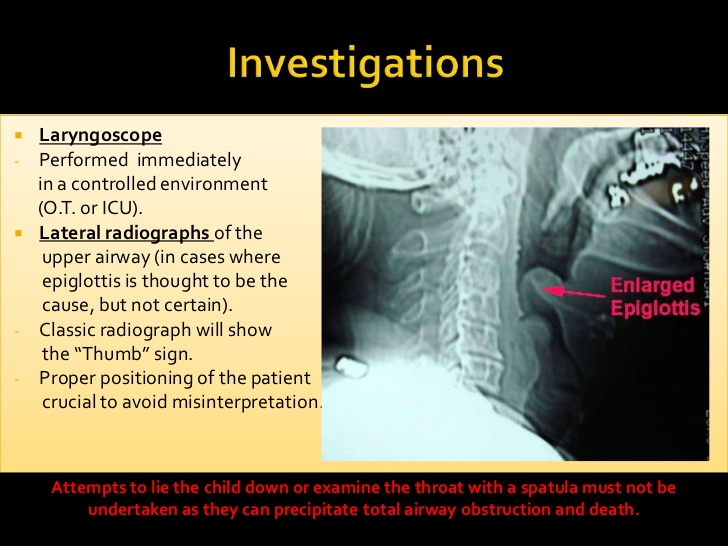 Investigations
▪ Laryngoscope
- Performed immediately
in a controlled environment
(O.T. or ICU).
▪ Lateral radiographs of the
upper airway (in cases where
epiglottis is thought to be the
cause, but not certain).
- Classic radiograph will show
the “Thumb” sign.
- Proper positioning of the patient
crucial to avoid misinterpretation.
Enlarged
Epiglottis
Attempts to lie the child down or examine the throat with a spatula must not be
undertaken as they can precipitate total airway obstruction and death.